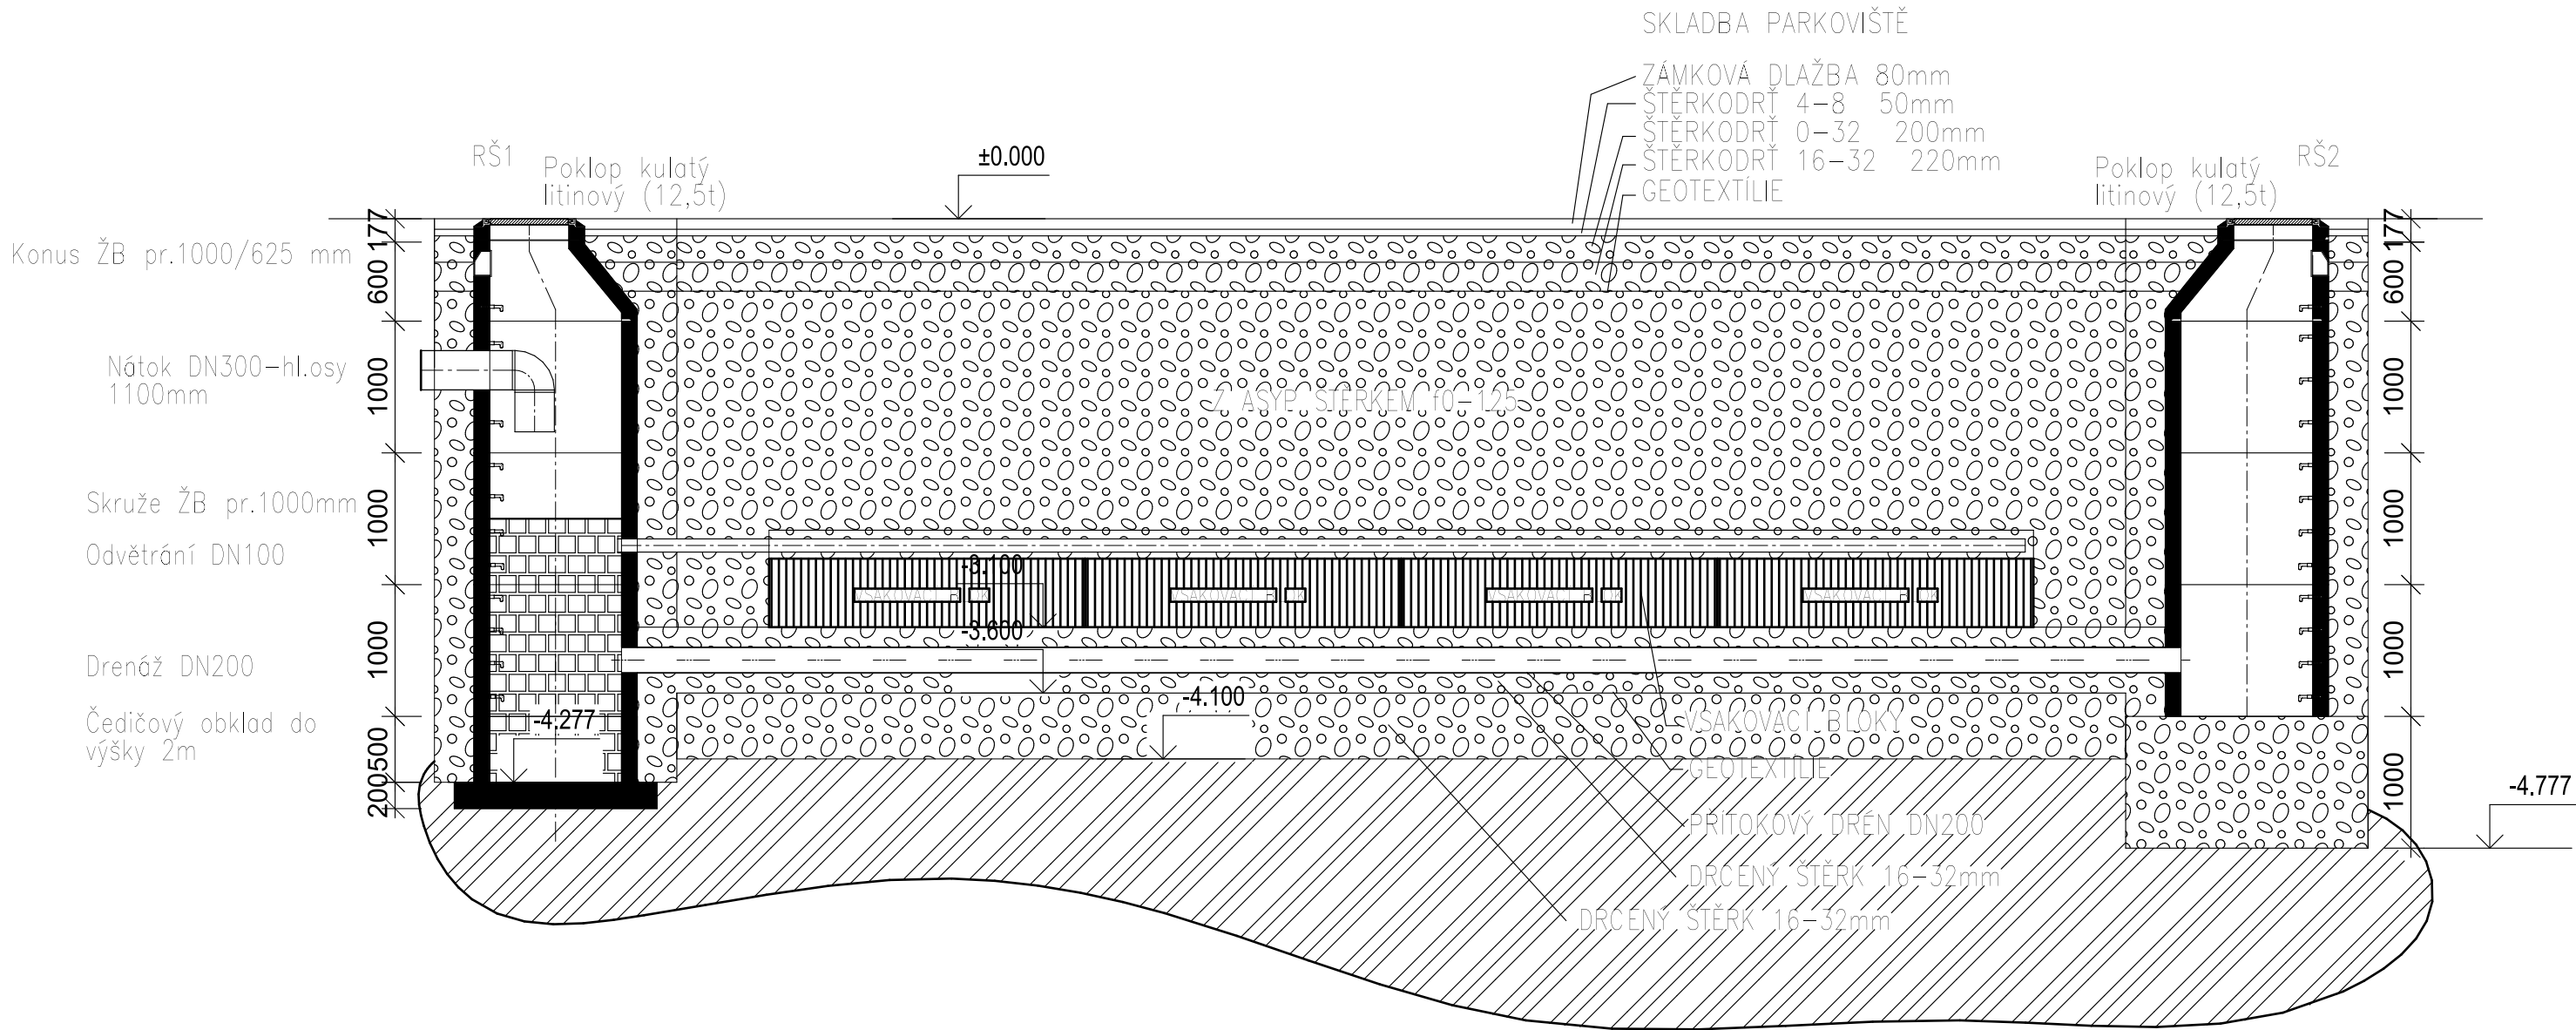 SKLADBA PARKOVIŠTĚ
ZÁMKOVÁ DLAŽBA 80mm
ŠTĚRKODRŤ 4-8 50mm
ŠTĚRKODRŤ 0-32 200mm
ŠTĚRKODRŤ 16-32 220mm
GEOTEXTÍLIE
RŠ1
Poklop kulatý
litinový (12,5t)
±0.000
Poklop kulatý
litinový (12,5t)
RŠ2
177
600
1000
1000
1000
500
200
Konus ŽB pr.1000/625 mm
Nátok DN300-hl.osy
1100mm
Skruže ŽB pr.1000mm
Odvětrání DN100
Drenáž DN200
Čedičový obklad do
výšky 2m
Z ASYP ŠTĚRKEM f0-125
-3.100
-3.600
-4.100
-4.277
VSAKOVACÍ BLOKY
GEOTEXTÍLIE
PŘÍTOKOVÝ DRÉN DN200
DRCENÝ ŠTĚRK 16-32mm
DRCENÝ ŠTĚRK 16-32mm
177
600
1000
1000
1000
1000
-4.777